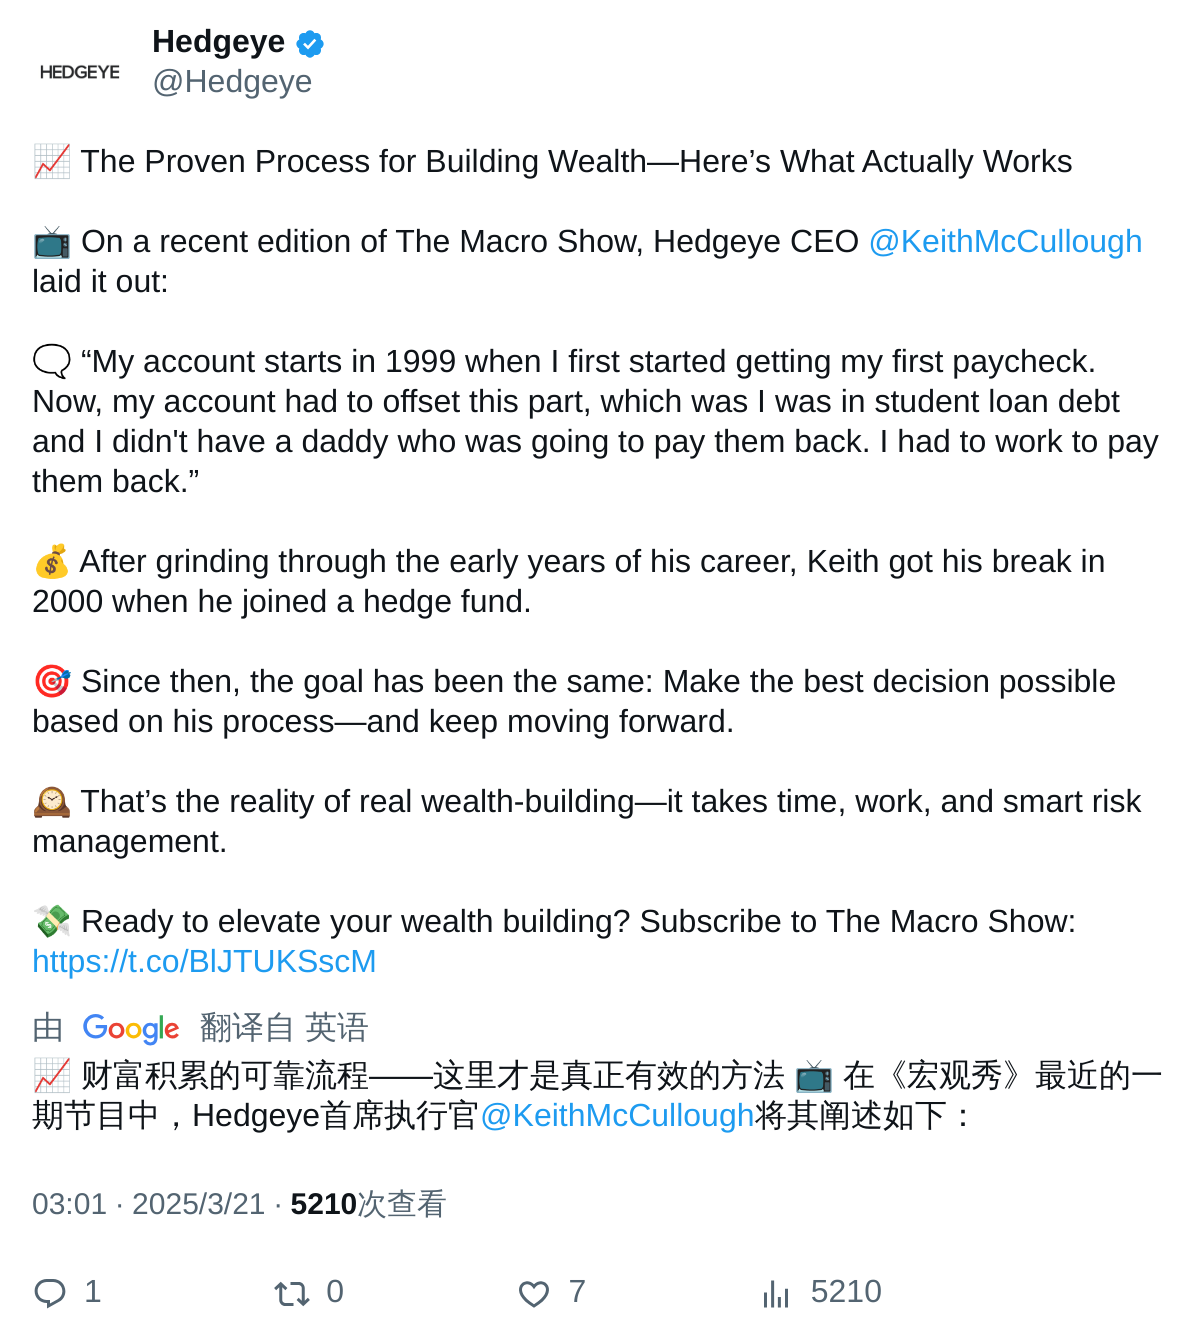 HEDGEYE
Hedgeye
@Hedgeye
📈 The Proven Process for Building Wealth—Here’s What Actually Works
📺 On a recent edition of The Macro Show, Hedgeye CEO @KeithMcCullough
laid it out:
🗨️ “My account starts in 1999 when I first started getting my first paycheck.
Now, my account had to offset this part, which was I was in student loan debt
and I didn't have a daddy who was going to pay them back. I had to work to pay
them back.”
💰 After grinding through the early years of his career, Keith got his break in
2000 when he joined a hedge fund.
🎯 Since then, the goal has been the same: Make the best decision possible
based on his process—and keep moving forward.
🕰️ That’s the reality of real wealth-building—it takes time, work, and smart risk
management.
💸 Ready to elevate your wealth building? Subscribe to The Macro Show:
https://t.co/BlJTUKSscM
由 Google 翻译自 英语
📈 财富积累的可靠流程——这里才是真正有效的方法 📺 在《宏观秀》最近的一
期节目中，Hedgeye首席执行官@KeithMcCullough将其阐述如下：
03:01 · 2025/3/21 · 5210次查看
1 0 7 5210